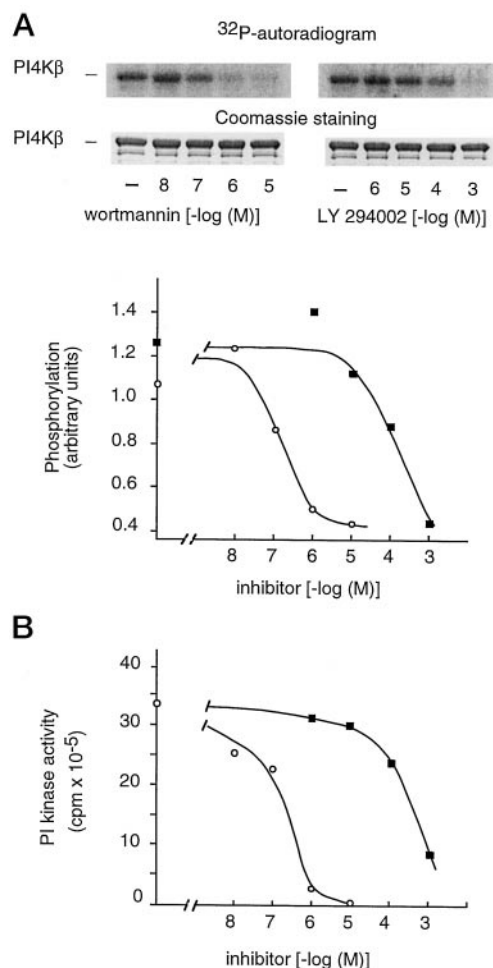 A
³²P-autoradiogram
PI4Kβ –
Coomassie staining
PI4Kβ –
– 8 7 6 5 – 6 5 4 3
wortmannin [-log (M)] LY 294002 [-log (M)]
Phosphorylation
(arbitrary units)
1.4
1.2
1.0
0.8
0.6
0.4
8 7 6 5 4 3
inhibitor [-log (M)]
B
PI kinase activity
(cpm x 10⁻⁵)
40
30
20
10
0
8 7 6 5 4 3
inhibitor [-log (M)]